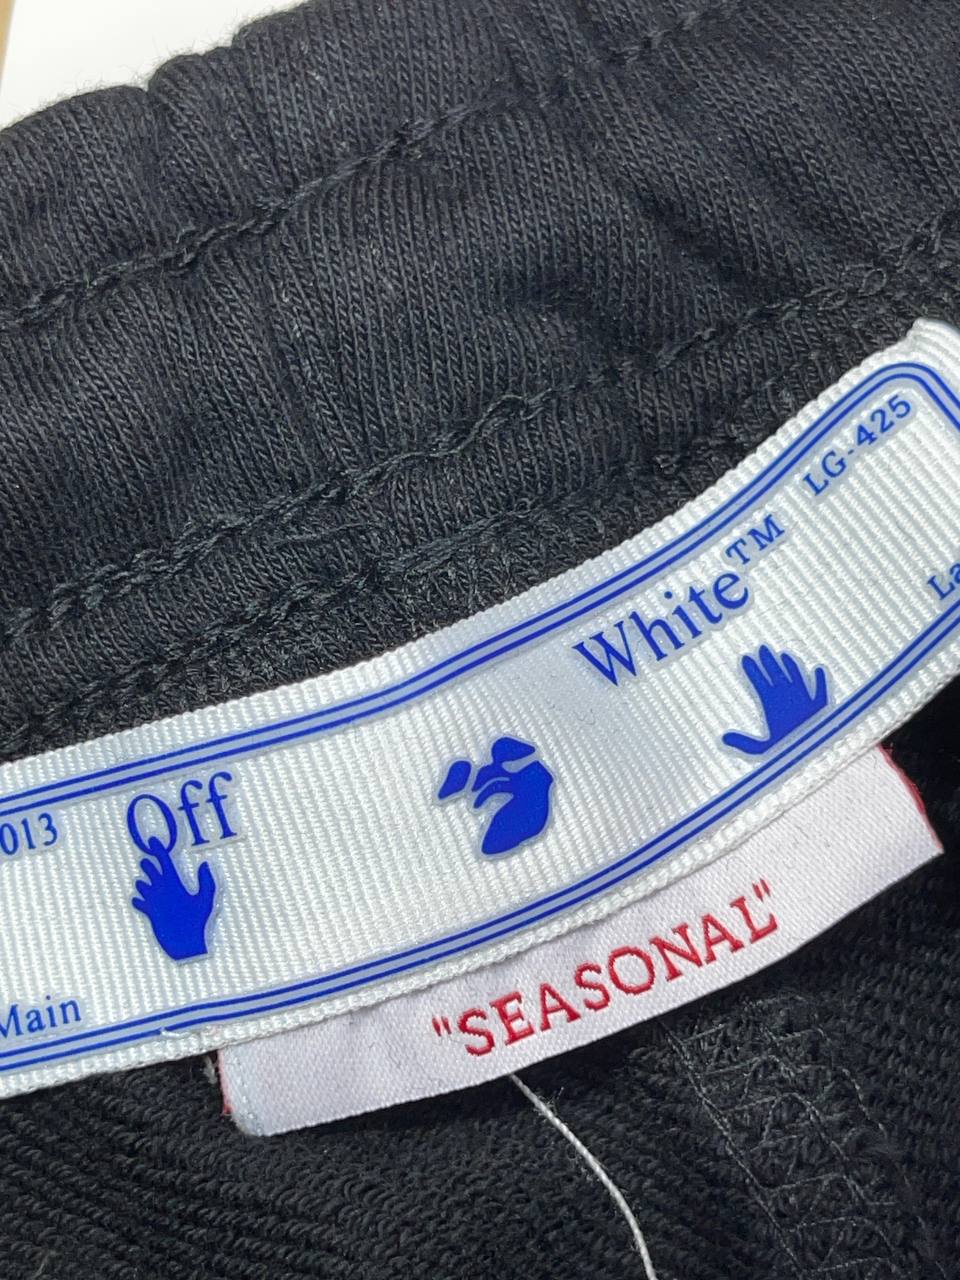 013 Off White™ LG-425
Main
"SEASONAL"